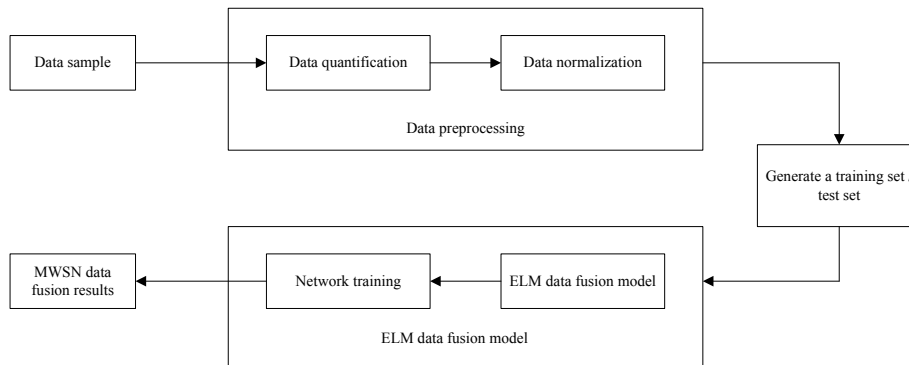 Data sample
Data quantification
Data normalization
Data preprocessing
Generate a training set
test set
MWSN data
fusion results
Network training
ELM data fusion model
ELM data fusion model